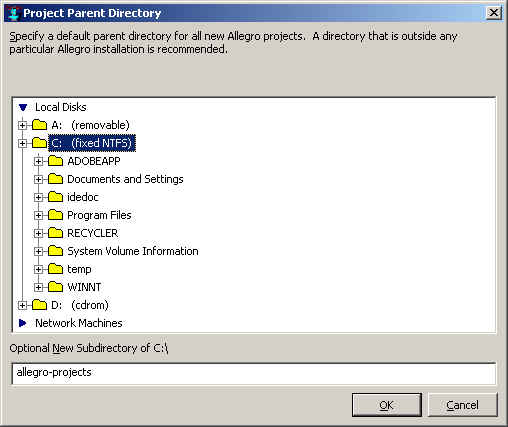 Project Parent Directory
Specify a default parent directory for all new Allegro projects.  A directory that is outside any
particular Allegro installation is recommended.
Local Disks
A:   (removable)
C:   (fixed NTFS)
ADOBEAPP
Documents and Settings
idedoc
Program Files
RECYCLER
System Volume Information
temp
WINNT
D:   (cdrom)
Network Machines
Optional New Subdirectory of C:\
allegro-projects
OK
Cancel